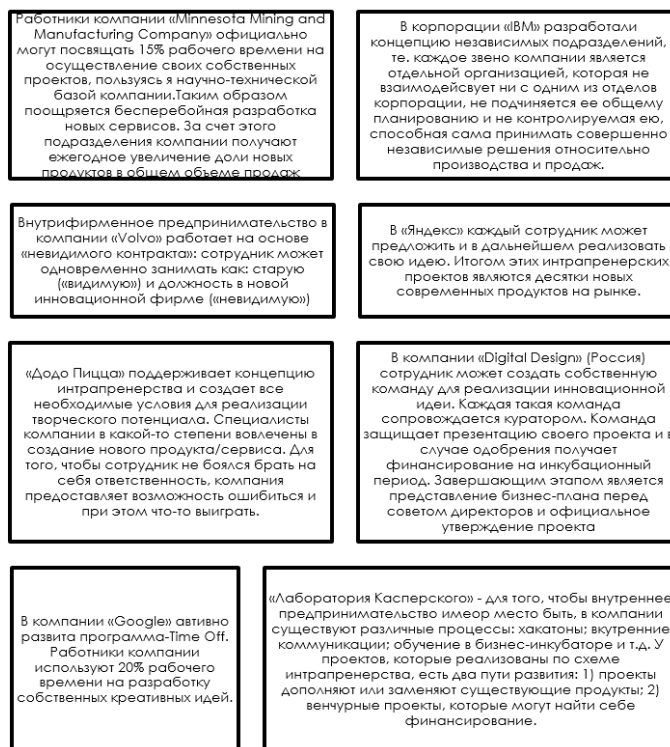 Работники компании «Minnesota Mining and
Manufacturing Company» официально
могут посвящать 15% рабочего времени на
осуществление своих собственных
проектов, пользуясь я научно-технической
базой компании.Таким образом
поощряется бесперебойная разработка
новых сервисов. За счет этого
подразделения компании получают
ежегодное увеличение доли новых
продуктов в общем объеме продаж
В корпорации «IBM» разработали
концепцию независимых подразделений,
те. каждое звено компании является
отдельной организацией, которая не
взаимодейсвует ни с одним из отделов
корпорации, не подчиняется ее общему
планированию и не контролируемая ею,
способная сама принимать совершенно
независимые решения относительно
производства и продаж.
Внутрифирменное предпринимательство в
компании «Volvo» работает на основе
«невидимого контракта»: сотрудник может
одновременно занимать как: старую
(«видимую») и должность в новой
инновационной фирме («невидимую»)
В «Яндекс» каждый сотрудник может
предложить и в дальнейшем реализовать
свою идею. Итогом этих интрапренерских
проектов являются десятки новых
современных продуктов на рынке.
«Додо Пицца» поддерживает концепцию
интрапренерства и создает все
необходимые условия для реализации
творческого потенциала. Специалисты
компании в какой-то степени вовлечены в
создание нового продукта/сервиса. Для
того, чтобы сотрудник не боялся брать на
себя ответственность, компания
предоставляет возможность ошибиться и
при этом что-то выиграть.
В компании «Digital Design» (Россия)
сотрудник может создать собственную
команду для реализации инновационной
идеи. Каждая такая команда
сопровождается куратором. Команда
защищает презентацию своего проекта и в
случае одобрения получает
финансирование на инкубационный
период. Завершающим этапом является
представление бизнес-плана перед
советом директоров и официальное
утверждение проекта
В компании «Google» автивно
развита программа-Time Off.
Работники компании
используют 20% рабочего
времени на разработку
собственных креативных идей.
«Лаборатория Касперского» - для того, чтобы внутреннее
предпринимательство имеор место быть, в компании
существуют различные процессы: хакатоны; вкутренние
коммуникации; обучение в бизнес-инкубаторе и т.д. У
проектов, которые реализованы по схеме
интрапренерства, есть два пути развития: 1) проекты
дополняют или заменяют существующие продукты; 2)
венчурные проекты, которые могут найти себе
финансирование.